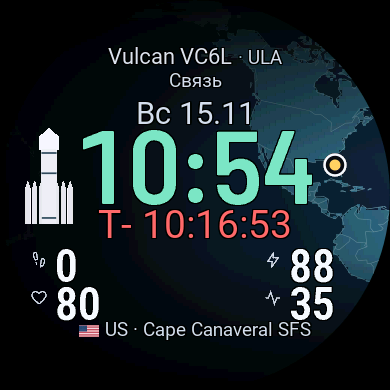 Vulcan VC6L · ULA
Связь
Вс 15.11
10:54
T- 10:16:53
0 88
80 35
US · Cape Canaveral SFS